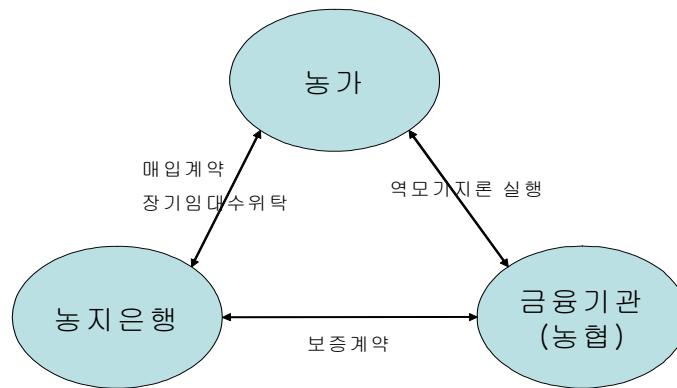 농가
매입계약
장기임대수위탁
역모기지론 실행
농지은행
금융기관
(농협)
보증계약